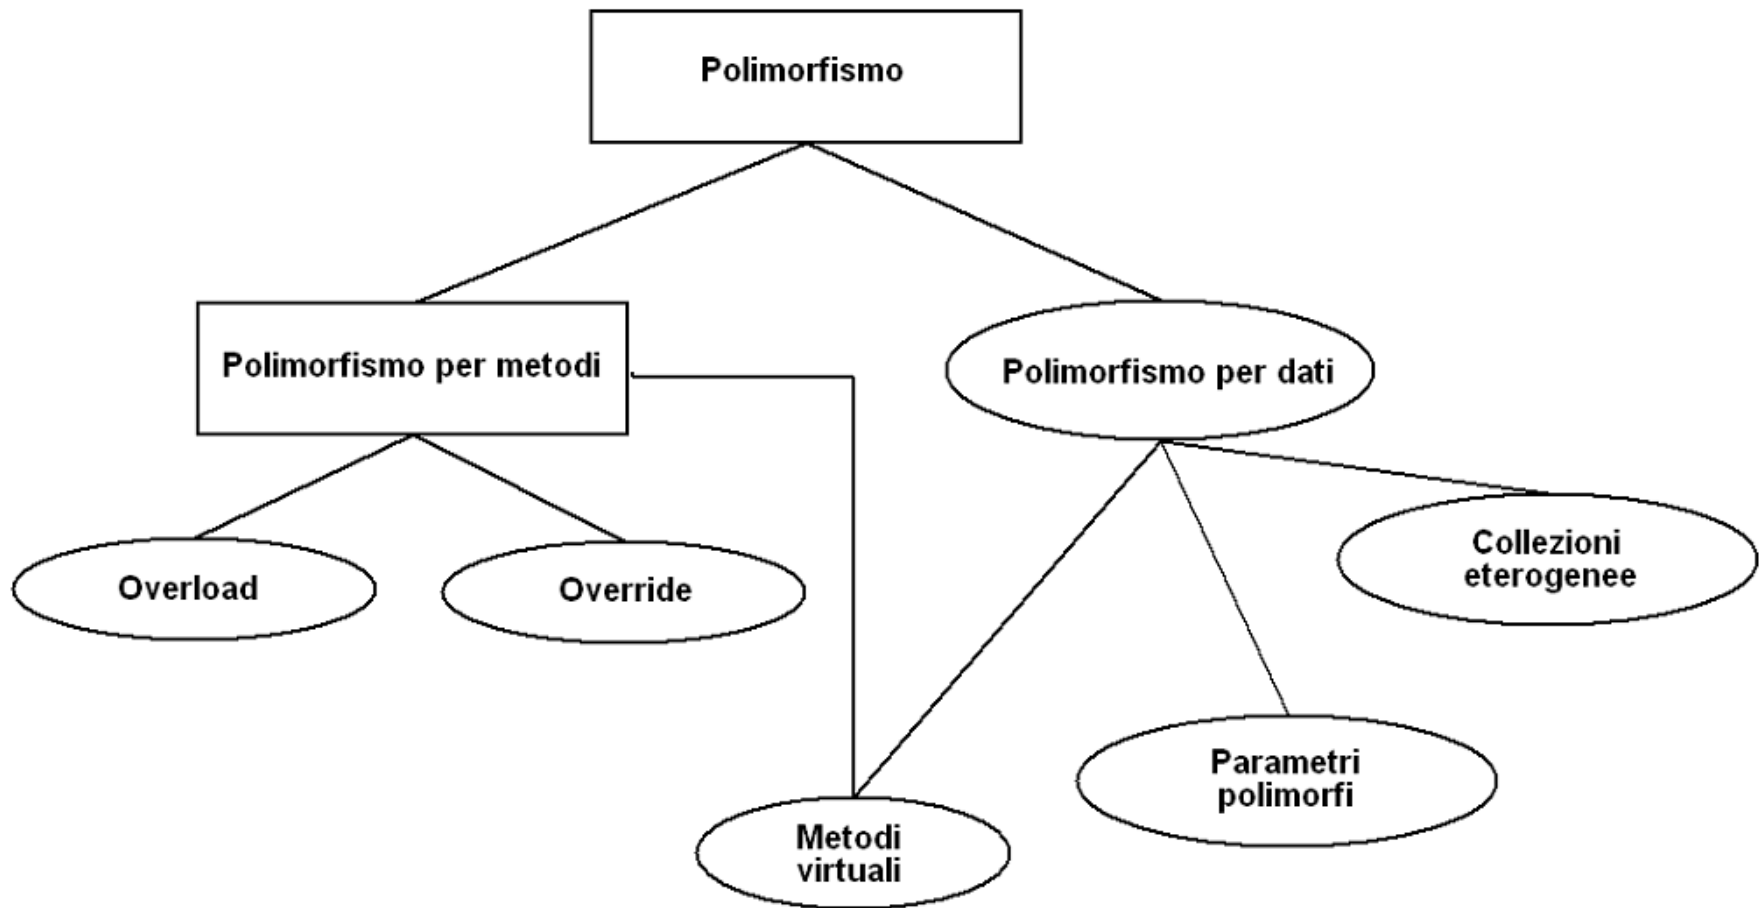 Polimorfismo
Polimorfismo per metodi
Polimorfismo per dati
Overload
Override
Collezioni
eterogenee
Parametri
polimorfi
Metodi
virtuali